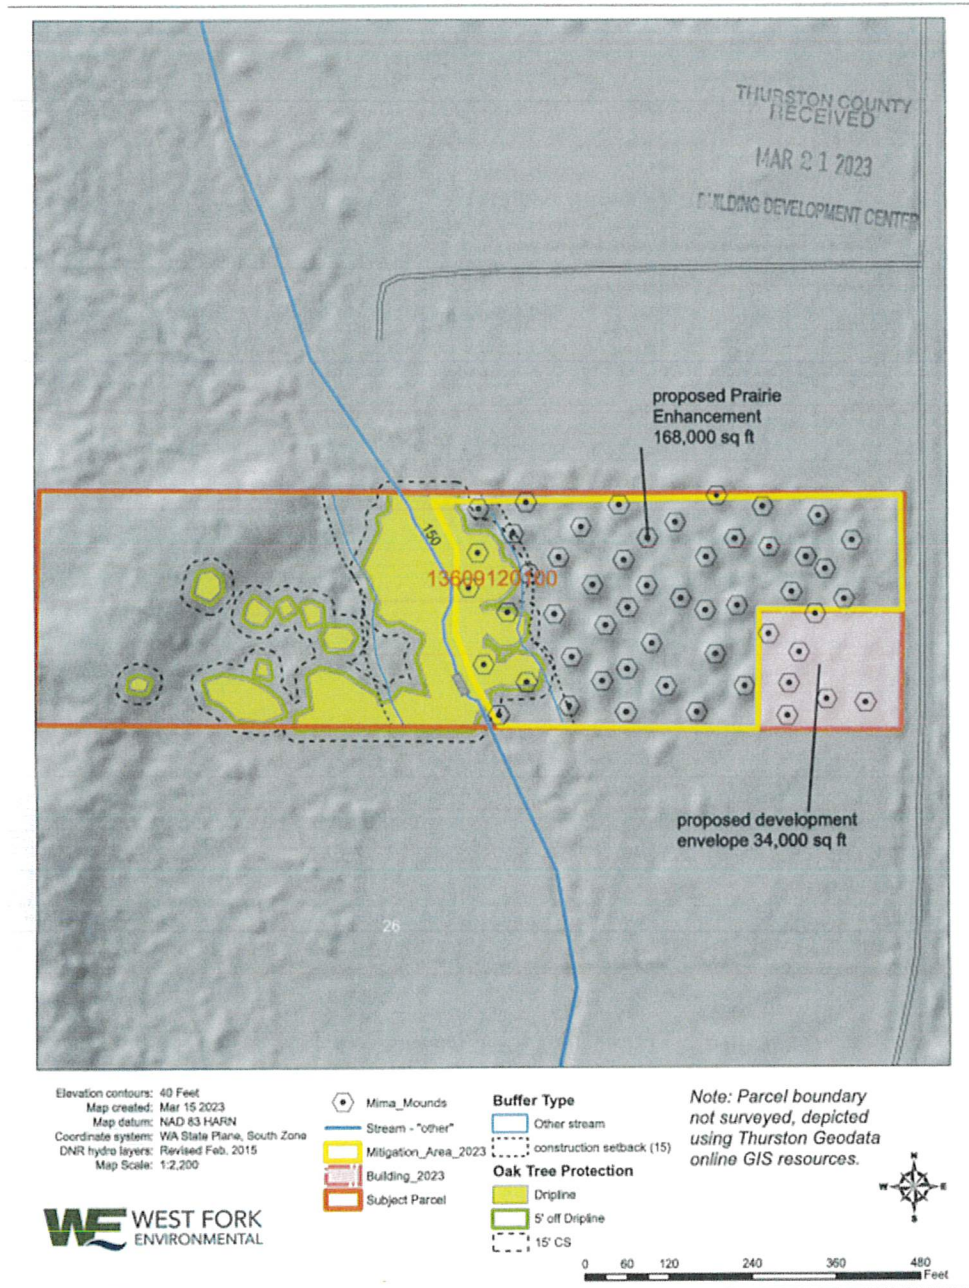 THURSTON COUNTY
RECEIVED
MAR 21 2023
BUILDING DEVELOPMENT CENTER
proposed Prairie
Enhancement
168,000 sq ft
150
13609120100
proposed development
envelope 34,000 sq ft
26
Elevation contours: 40 Feet
Map created: Mar 15 2023
Map datum: NAD 83 HARN
Coordinate system: WA State Plane, South Zone
DNR hydro layers: Revised Feb. 2015
Map Scale: 1:2,200
WEST FORK
ENVIRONMENTAL
Mima_Mounds
Stream - "other"
Mitigation_Area_2023
Building_2023
Subject Parcel
Buffer Type
Other stream
construction setback (15)
Oak Tree Protection
Dripline
5' off Dripline
15' CS
Note: Parcel boundary
not surveyed, depicted
using Thurston Geodata
online GIS resources.
N
W E
S
0 60 120 240 360 480
Feet